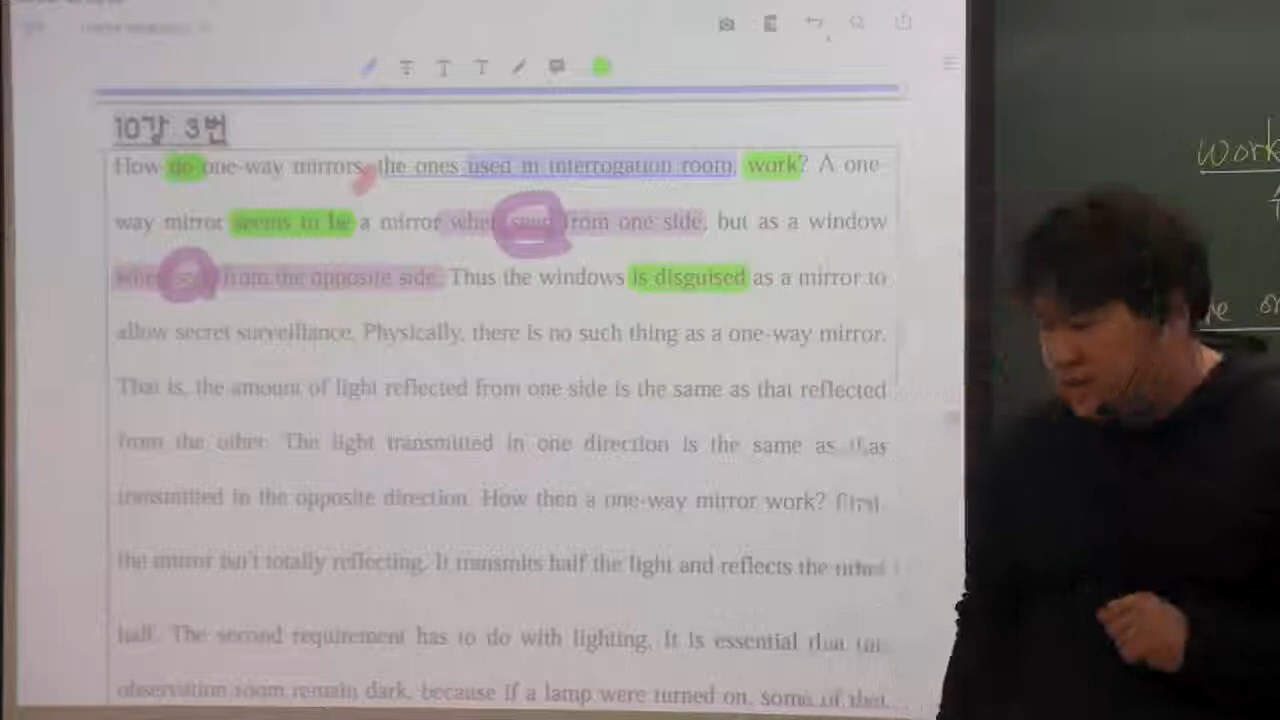 10강 3번
How do one-way mirrors, the ones used in interrogation room, work? A one-
way mirror seems to be a mirror when seen from one side, but as a window
when seen from the opposite side. Thus the windows is disguised as a mirror to
allow secret surveillance. Physically, there is no such thing as a one-way mirror.
That is, the amount of light reflected from one side is the same as that reflected
from the other. The light transmitted in one direction is the same as
transmitted in the opposite direction. How then a one-way mirror work? First,
the mirror isn't totally reflecting. It transmits half the light and reflects the other
half. The second requirement has to do with lighting. It is essential that the
observation room remain dark, because if a lamp were turned on, some of that
work